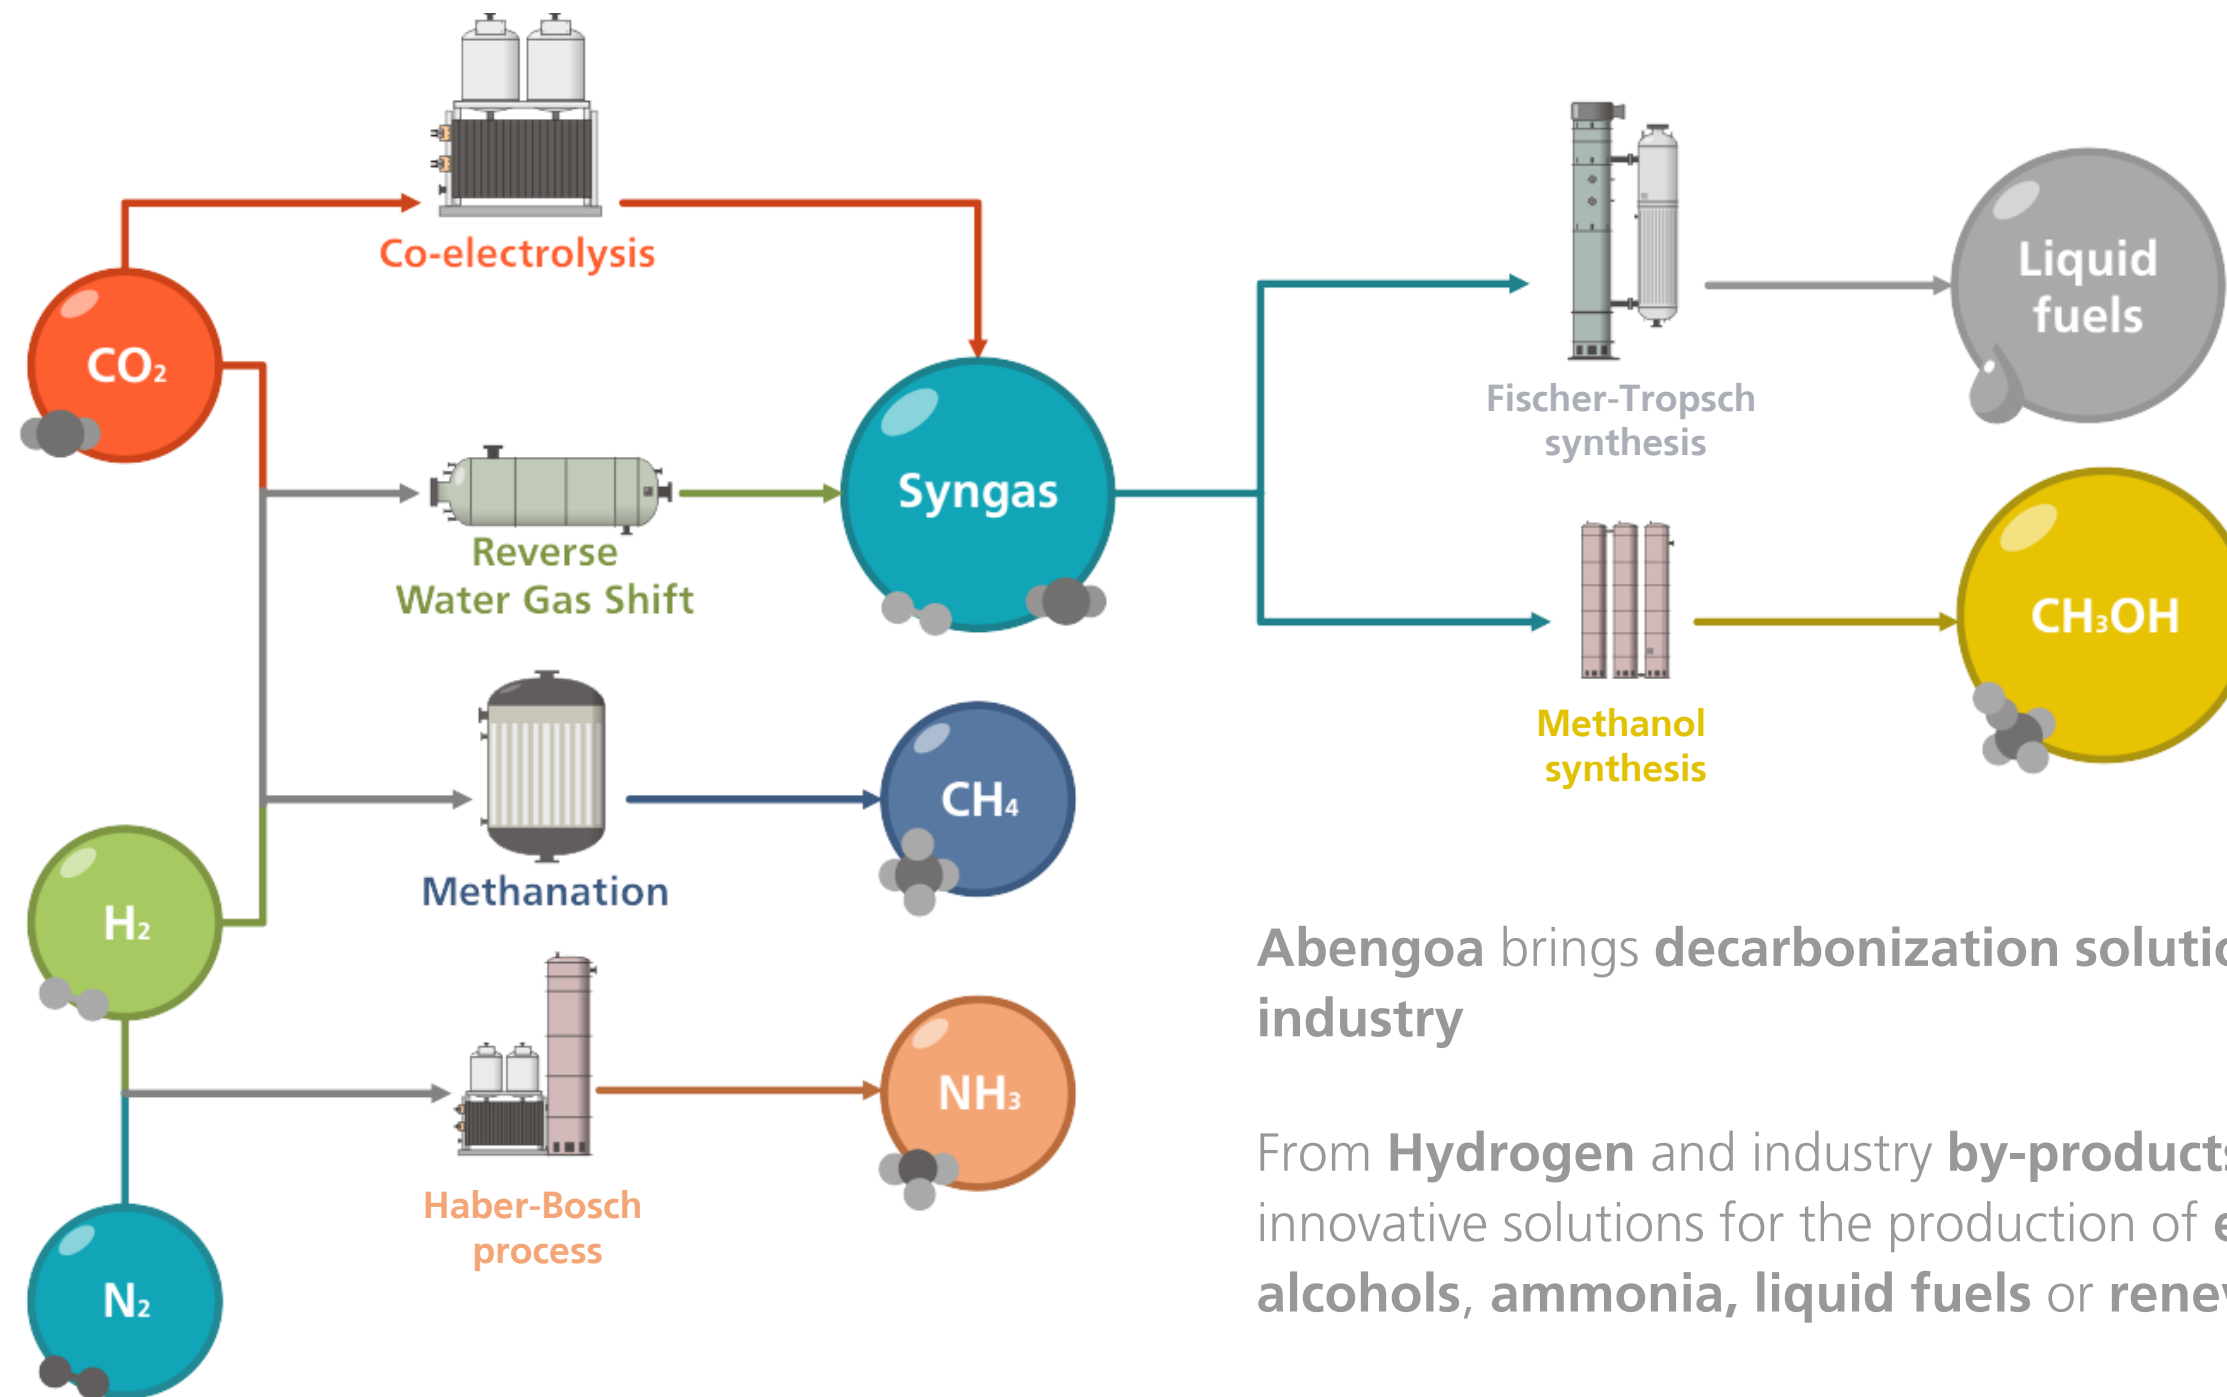 Co-electrolysis
CO₂
Reverse
Water Gas Shift
Syngas
Fischer-Tropsch
synthesis
Liquid
fuels
Methanol
synthesis
CH₃OH
Methanation
CH₄
H₂
Haber-Bosch
process
NH₃
N₂
Abengoa brings decarbonization
industry
From Hydrogen and industry
innovative solutions for the production of
alcohols, ammonia, liquid fuels or